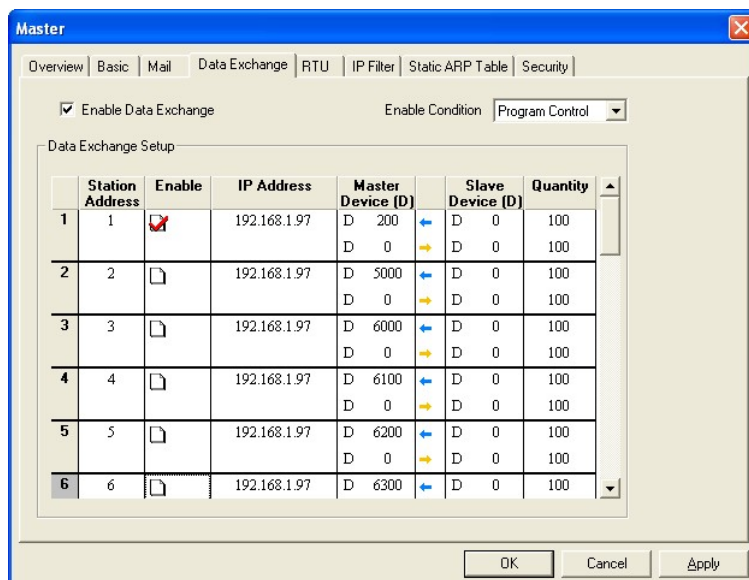 Master
Overview Basic Mail Data Exchange RTU IP Filter Static ARP Table Security
Enable Data Exchange Enable Condition Program Control
Data Exchange Setup
Station Address Enable IP Address Master Device (D) Slave Device (D) Quantity
1 1 192.168.1.97 D 200 D 0 100
D 0 D 0 100
2 2 192.168.1.97 D 5000 D 0 100
D 0 D 0 100
3 3 192.168.1.97 D 6000 D 0 100
D 0 D 0 100
4 4 192.168.1.97 D 6100 D 0 100
D 0 D 0 100
5 5 192.168.1.97 D 6200 D 0 100
D 0 D 0 100
6 6 192.168.1.97 D 6300 D 0 100
OK Cancel Apply